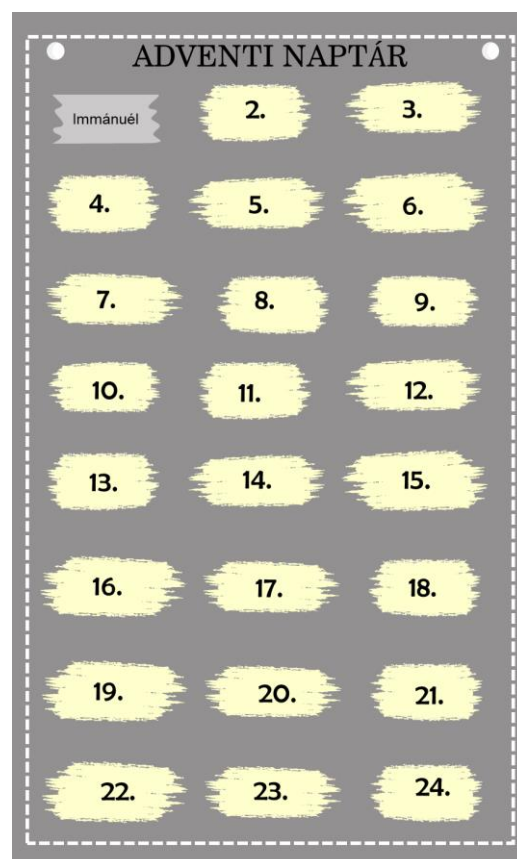 ADVENTI NAPTÁR
Immánuél 2. 3.
4. 5. 6.
7. 8. 9.
10. 11. 12.
13. 14. 15.
16. 17. 18.
19. 20. 21.
22. 23. 24.